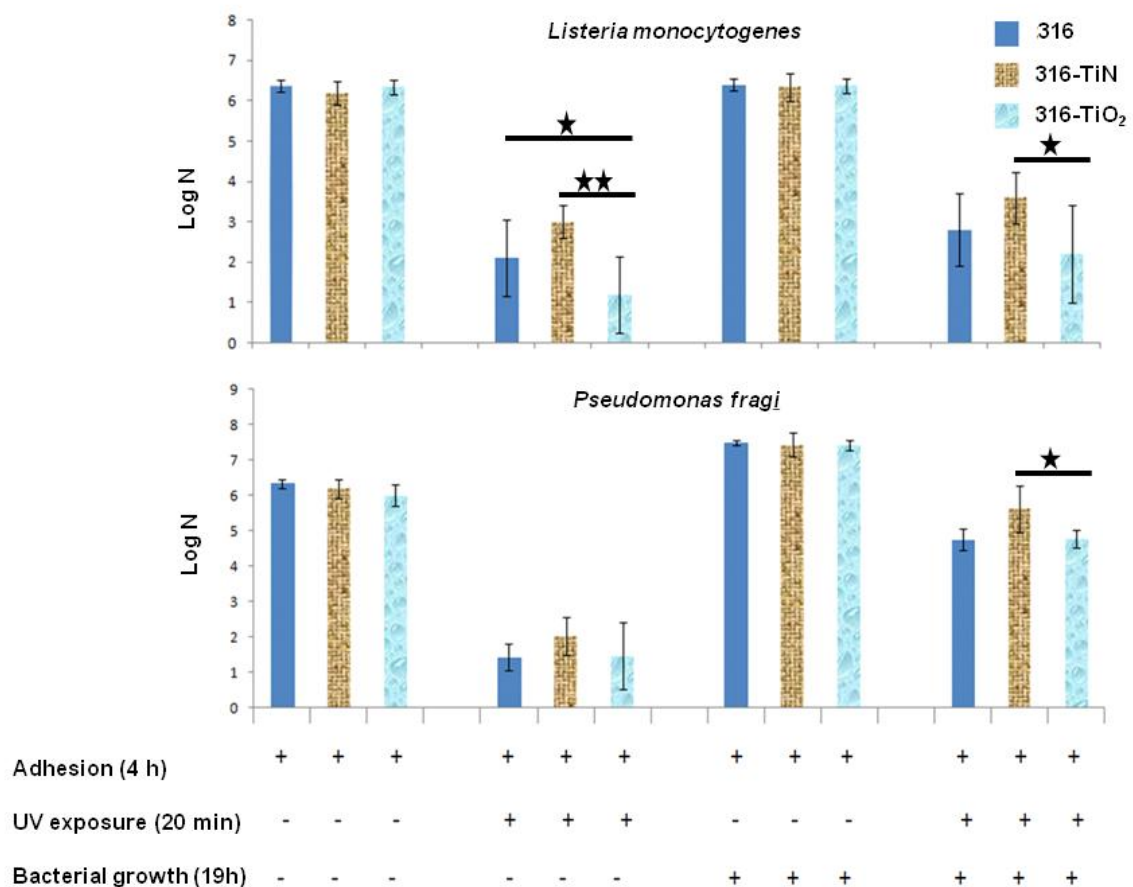 Listeria monocytogenes
316
316-TiN
316-TiO₂
8
7
6
5
4
3
2
1
0
Log N
★
★★
★
Pseudomonas fragi
9
8
7
6
5
4
3
2
1
0
Log N
★
Adhesion (4 h) + + + + + + + + + + + +
UV exposure (20 min) - - - + + + - - - + + +
Bacterial growth (19h) - - - - - - + + + + + +